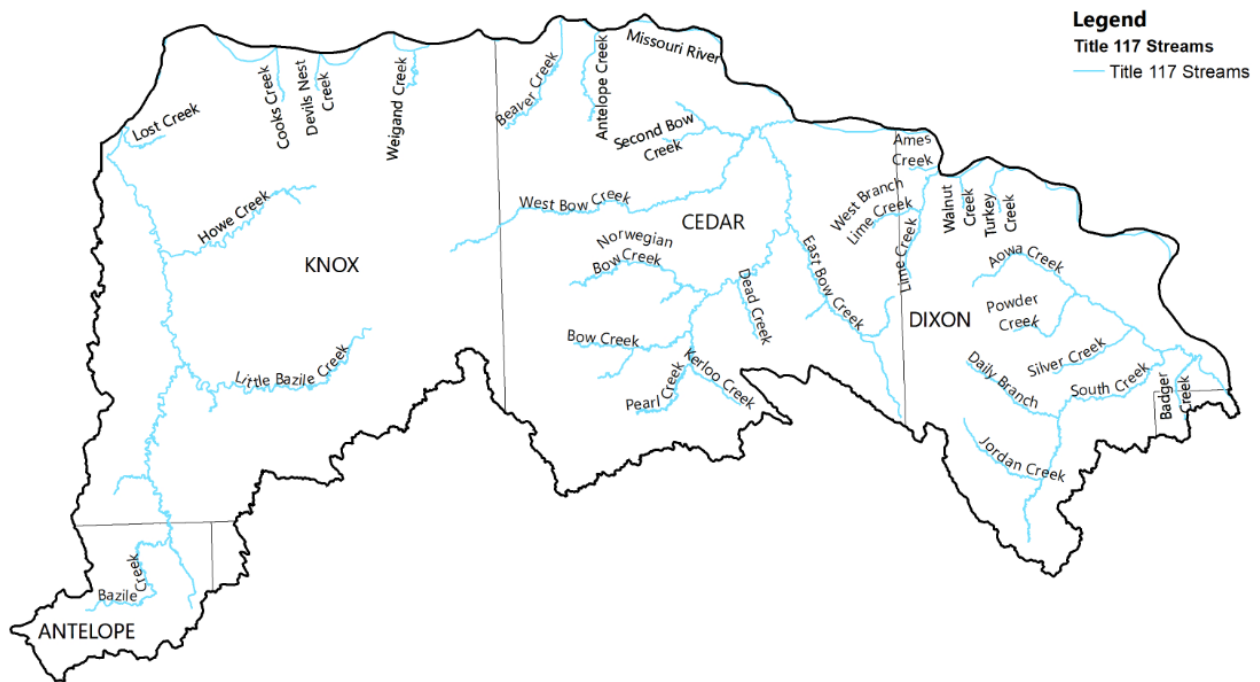 Legend
Title 117 Streams
Title 117 Streams
Missouri River
Lost Creek
Cooks Creek
Devils Nest
Creek
Weigand Creek
Beaver Creek
Antelope Creek
Second Bow
Creek
Ames
Creek
West Branch
Lime Creek
Lime Creek
Walnut
Creek
Turkey
Creek
Howe Creek
West Bow Creek
CEDAR
KNOX
Norwegian
Bow Creek
East Bow Creek
Dead Creek
Aowa Creek
Powder
Creek
DIXON
Bow Creek
Kerloo Creek
Pearl Creek
Little Bazile Creek
Silver Creek
Daily Branch
South Creek
Badger
Creek
Jordan Creek
Bazile Creek
ANTELOPE